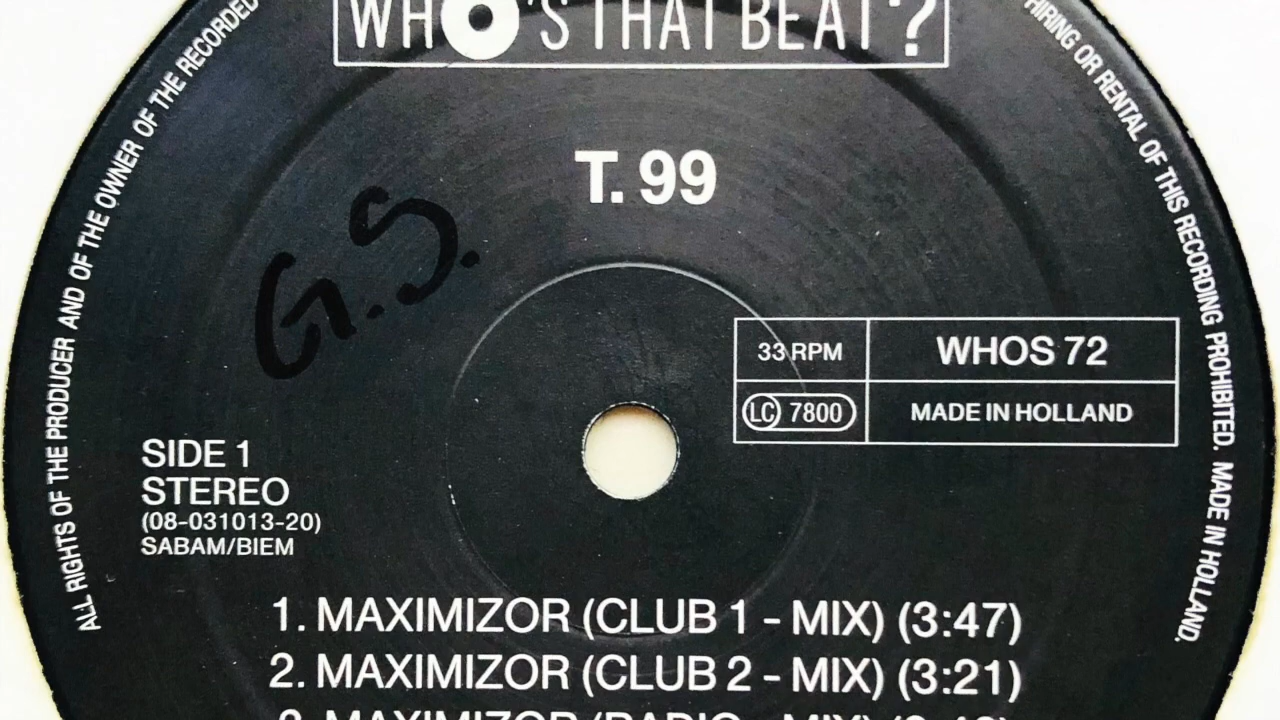 WHO'S THAT BEAT?
T. 99
G.S.
33 RPM
WHOS 72
LC 7800
MADE IN HOLLAND
SIDE 1
STEREO
(08-031013-20)
SABAM/BIEM
1. MAXIMIZOR (CLUB 1 - MIX) (3:47)
2. MAXIMIZOR (CLUB 2 - MIX) (3:21)
MAXIMIZOR (RADIO - MIX)
ALL RIGHTS OF THE PRODUCER AND OF THE OWNER OF THE RECORDED
HIRING OR RENTAL OF THIS RECORDING PROHIBITED. MADE IN HOLLAND.